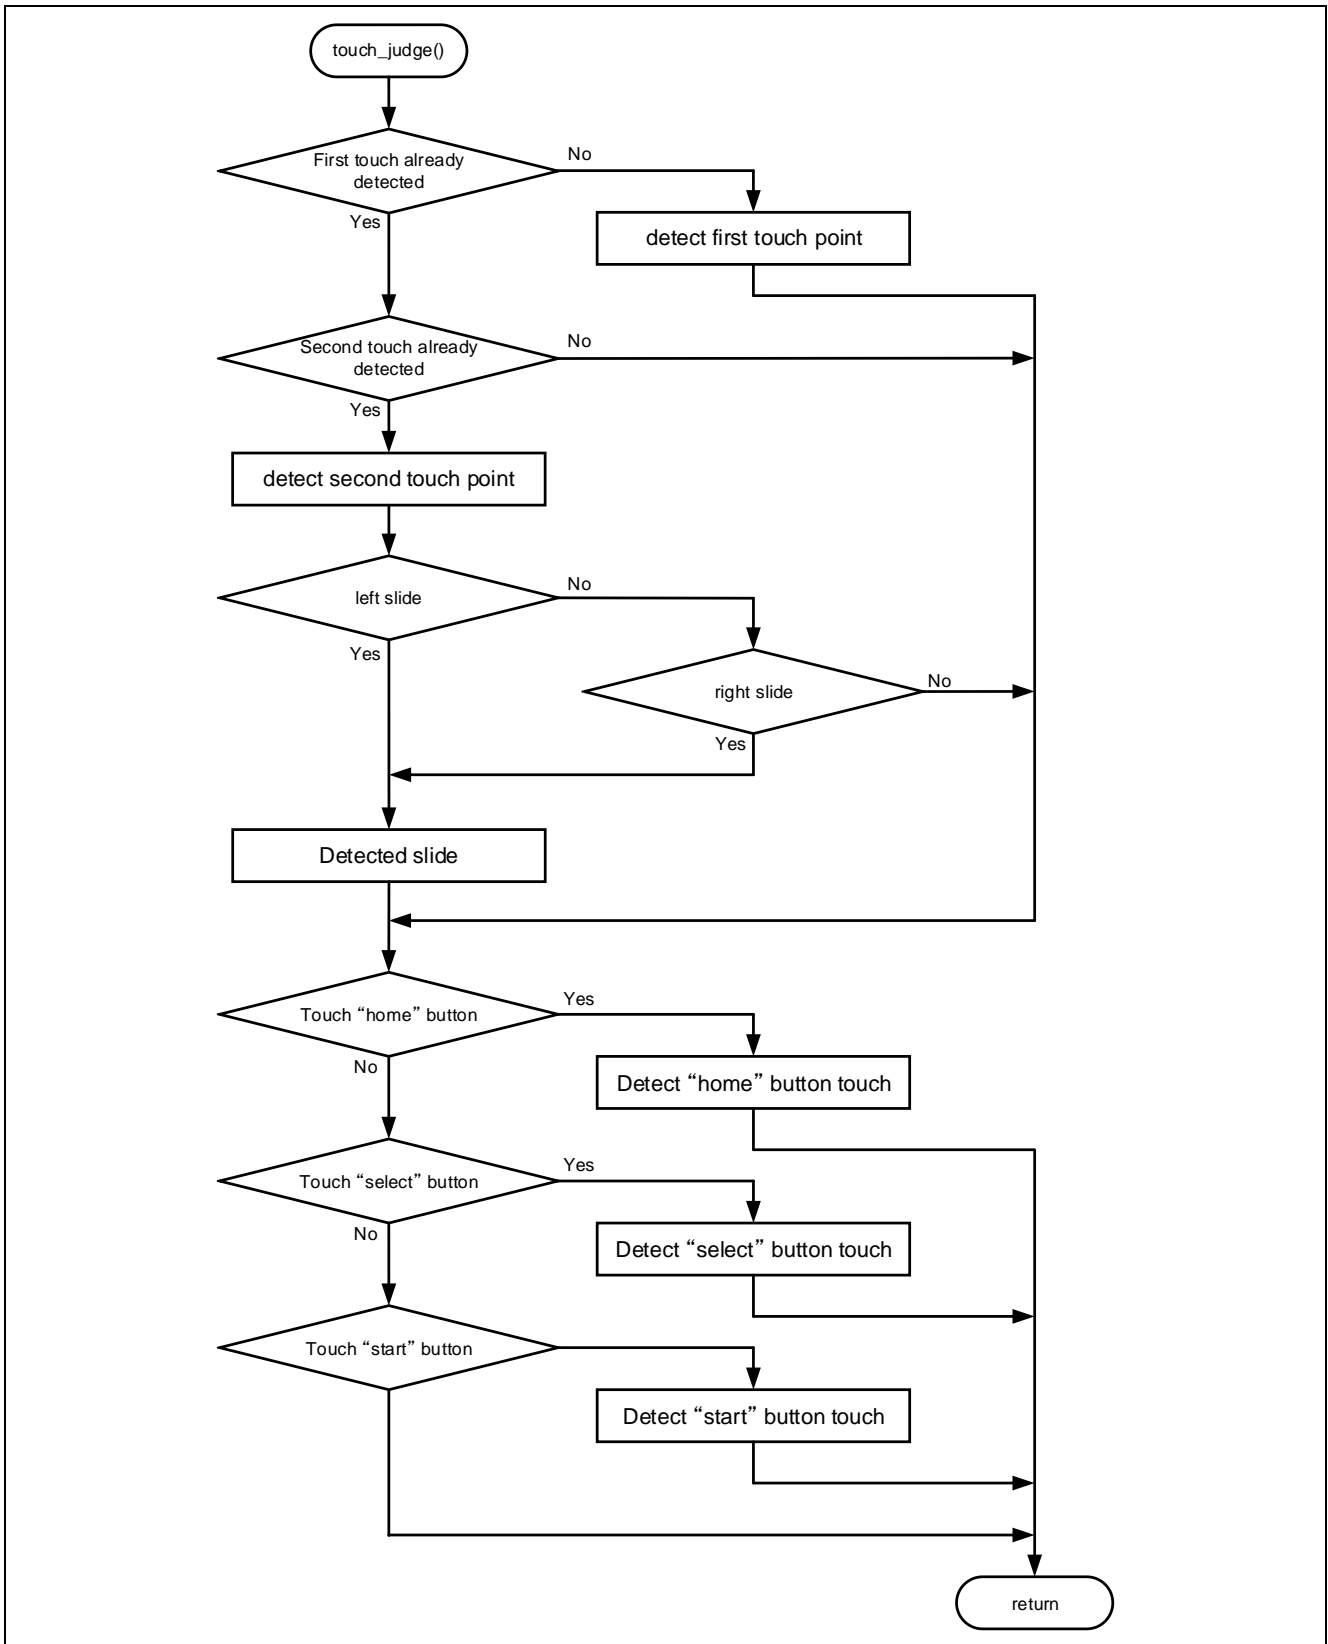 touch_judge()
First touch already
detected
No
Yes
detect first touch point
Second touch already
detected
No
Yes
detect second touch point
left slide
No
Yes
right slide
No
Yes
Detected slide
Touch “home” button
Yes
No
Detect “home” button touch
Touch “select” button
Yes
No
Detect “select” button touch
Touch “start” button
Detect “start” button touch
return